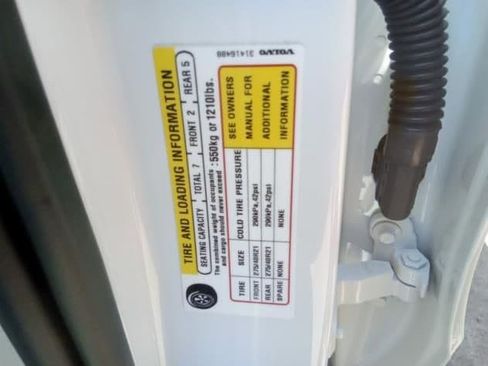 TIRE AND LOADING INFORMATION
SEATING CAPACITY TOTAL 7 FRONT 2 REAR 5
The combined weight of occupants and cargo should never exceed : 550kg or 1210lbs.
TIRE SIZE COLD TIRE PRESSURE
FRONT 275/40R21 290kPa,42psi
REAR 275/40R21 290kPa,42psi
SPARE NONE NONE
SEE OWNERS
MANUAL FOR
ADDITIONAL
INFORMATION
VOLVO 31416488